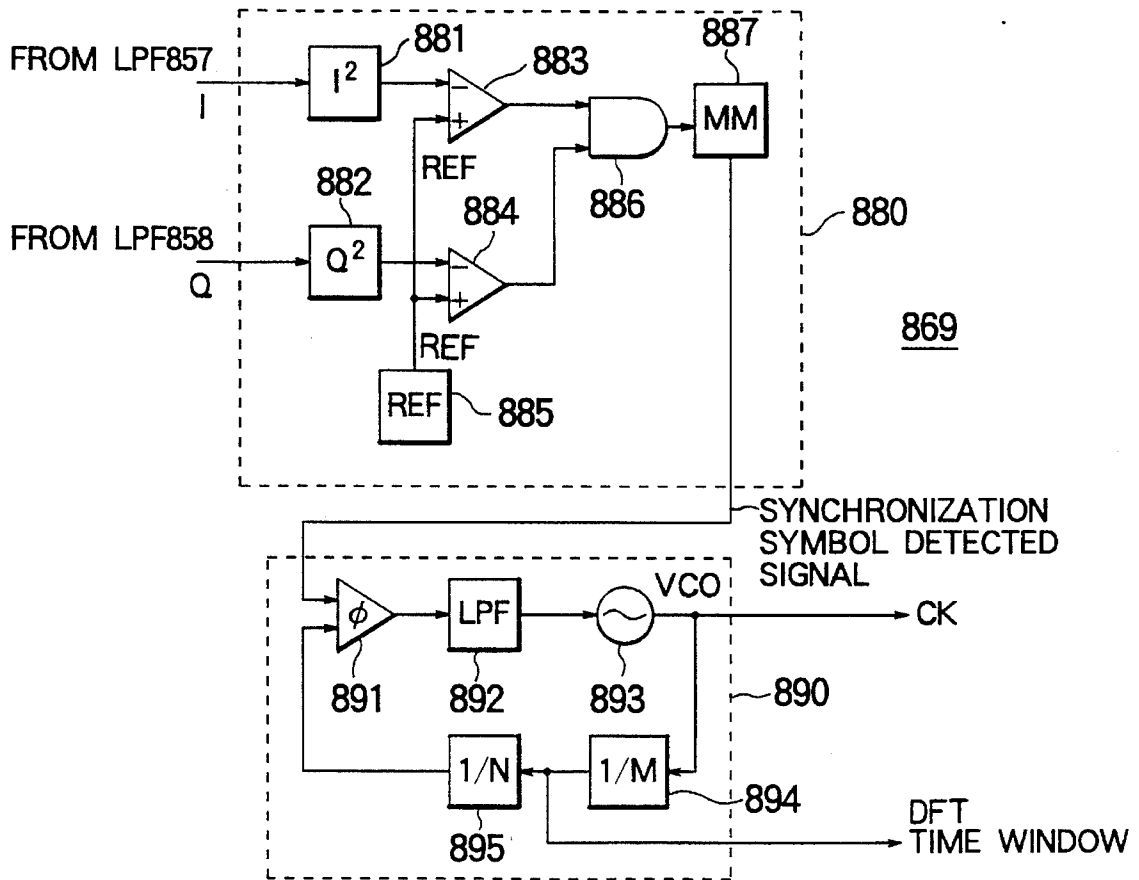 FROM LPF857
I
881
I²
883
887
MM
REF
886
FROM LPF858
Q
882
Q²
884
880
869
REF
REF
885
SYNCHRONIZATION
SYMBOL DETECTED
SIGNAL
φ
891
LPF
892
VCO
893
CK
890
1/N
895
1/M
894
DFT
TIME WINDOW